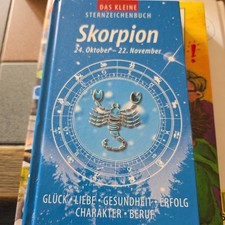 DAS KLEINE
STERNZEICHENBUCH
Skorpion
24. Oktober – 22. November
GLÜCK · LIEBE · GESUNDHEIT · ERFOLG
CHARAKTER · BERUF